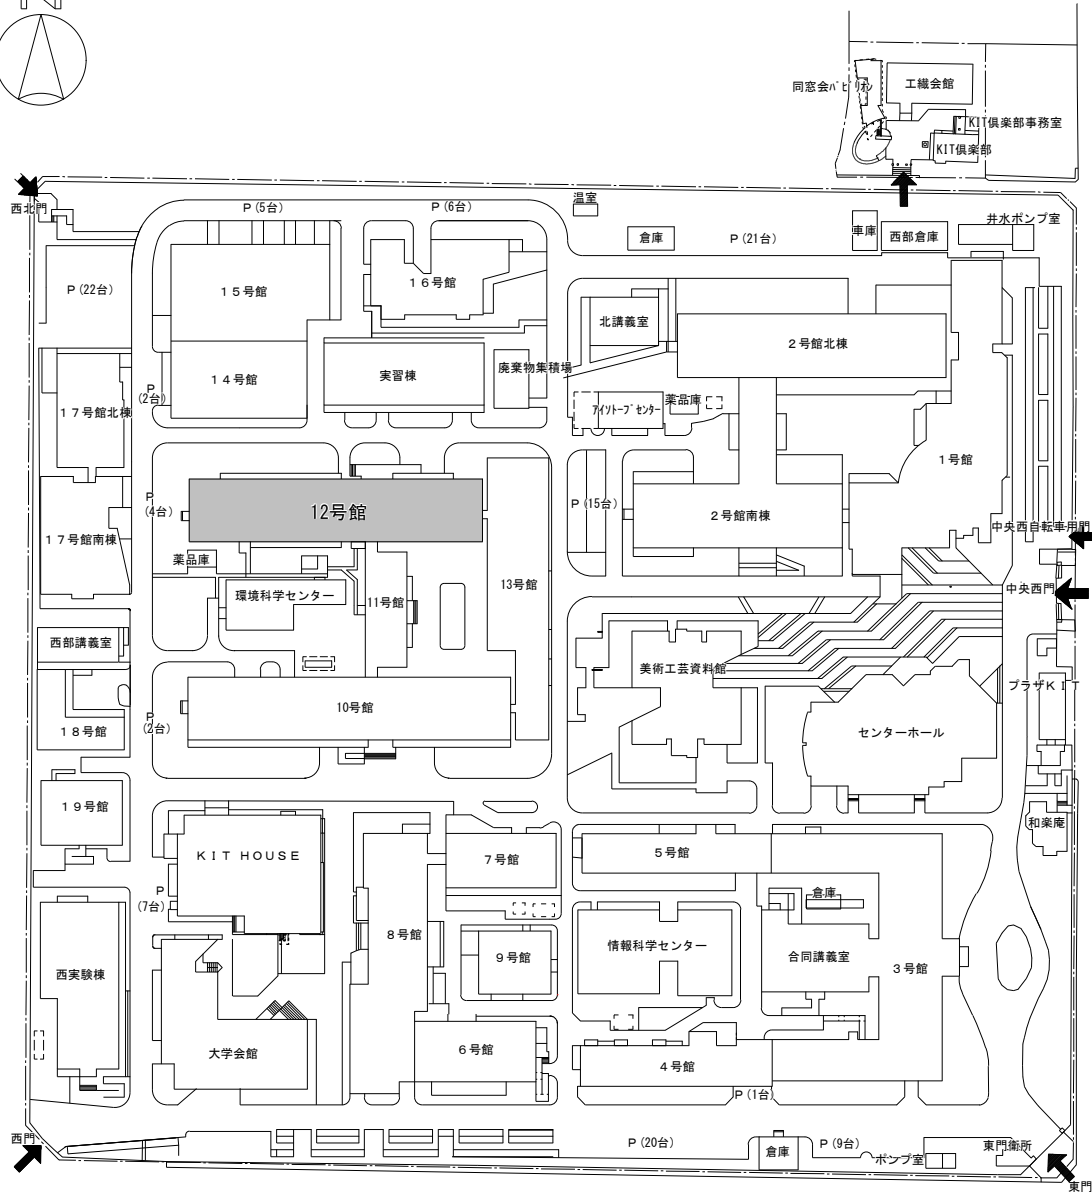 N
同窓会パビリオン
工繊会館
KIT倶楽部事務室
KIT倶楽部
西北門
P(5台)
P(6台)
温室
倉庫
P(21台)
車庫
西部倉庫
井水ポンプ室
P(22台)
15号館
16号館
北講義室
2号館北棟
14号館
実習棟
廃棄物集積場
P
(2台)
17号館北棟
アイソトープセンター
薬品庫
1号館
P
(4台)
12号館
P(15台)
2号館南棟
17号館南棟
13号館
中央西自転車用門
薬品庫
環境科学センター
11号館
中央西門
西部講義室
美術工芸資料館
プラザKIT
10号館
P
(2台)
18号館
センターホール
19号館
和楽庵
KIT HOUSE
7号館
5号館
P
(7台)
倉庫
8号館
9号館
情報科学センター
合同講義室
3号館
西実験棟
大学会館
6号館
4号館
P(1台)
西門
P(20台)
倉庫
P(9台)
ポンプ室
東門衛所
東門